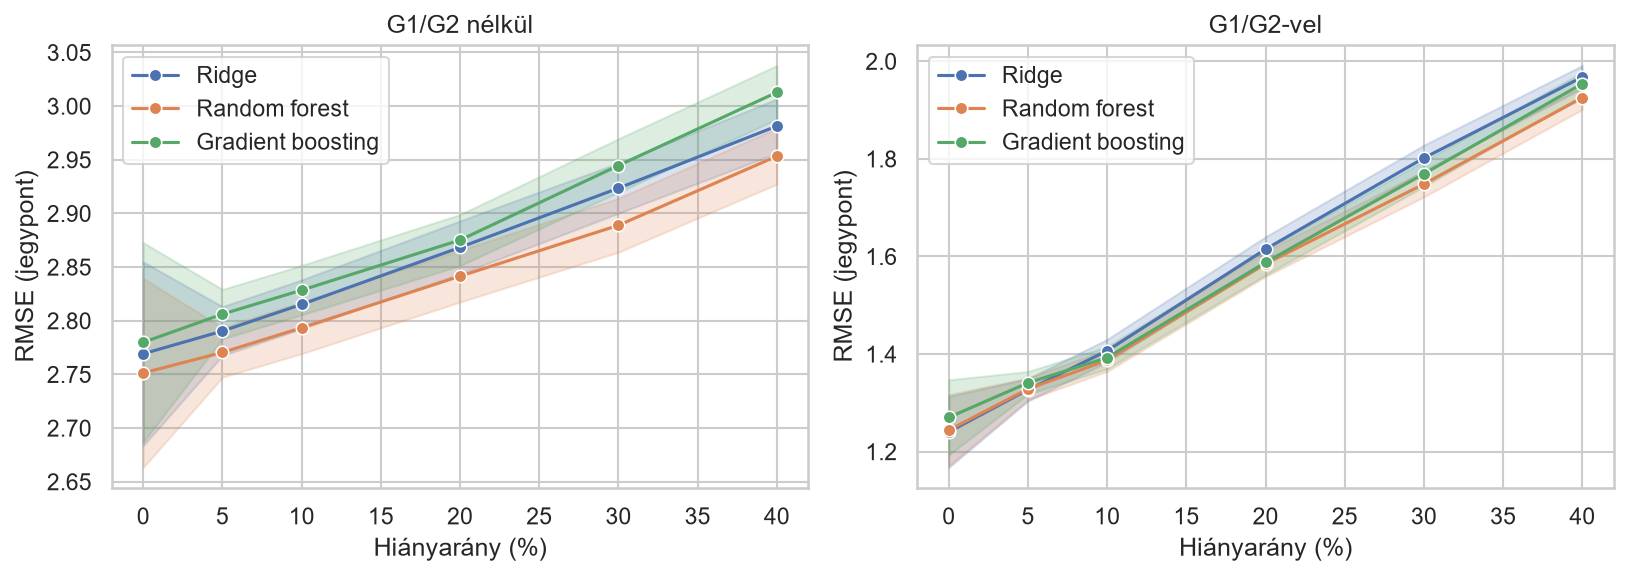 G1/G2 nélkül
3.05
3.00
2.95
2.90
2.85
2.80
2.75
2.70
2.65
RMSE (jegypont)
Ridge
Random forest
Gradient boosting
0 5 10 15 20 25 30 35 40
Hiányarány (%)
G1/G2-vel
2.0
1.8
1.6
1.4
1.2
RMSE (jegypont)
Ridge
Random forest
Gradient boosting
0 5 10 15 20 25 30 35 40
Hiányarány (%)